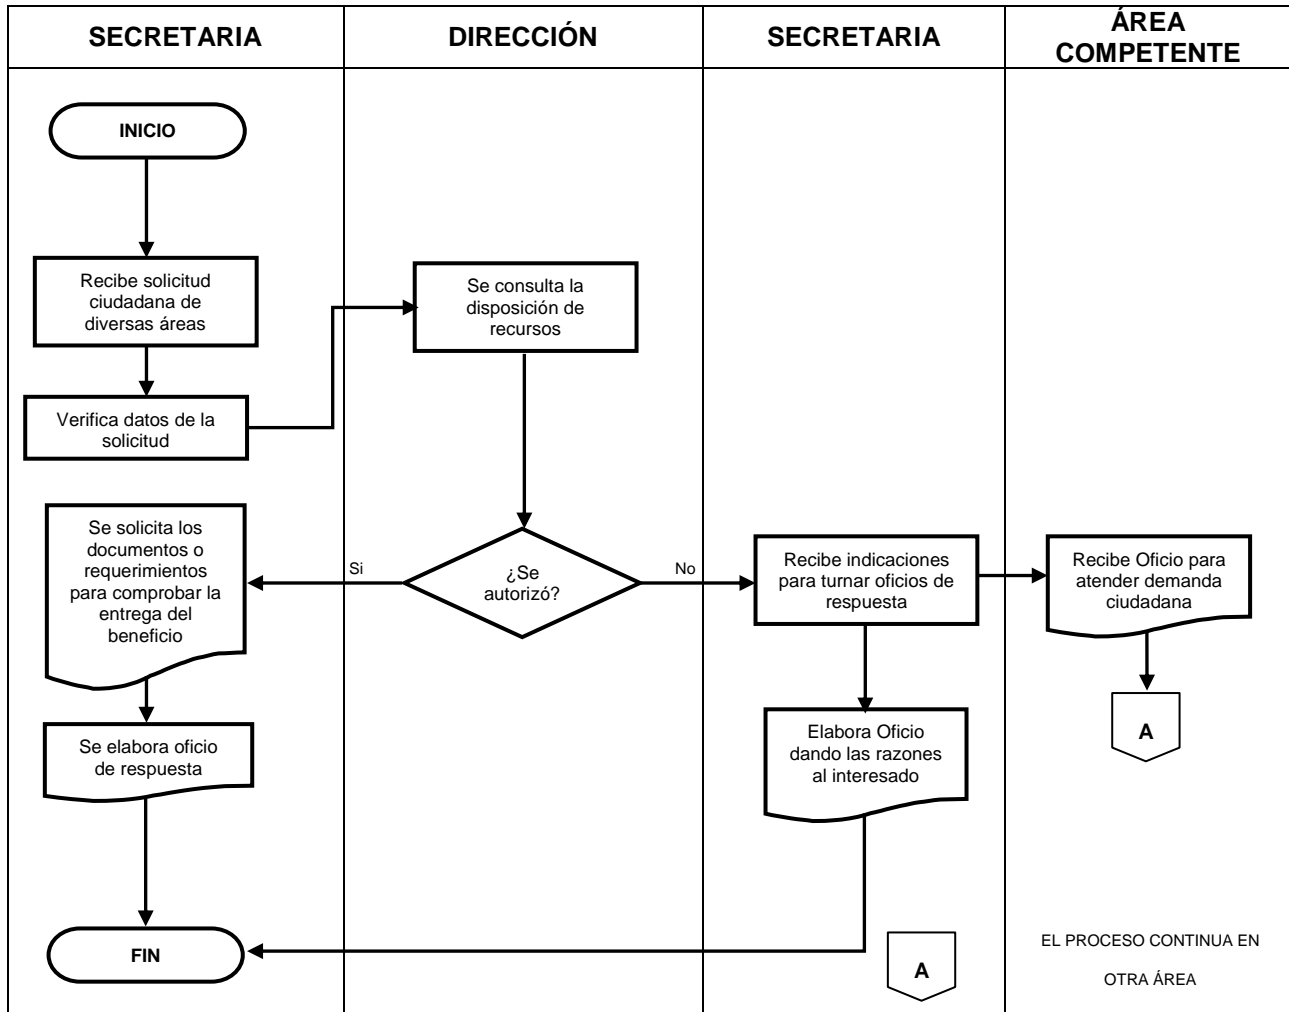 SECRETARIA
DIRECCIÓN
SECRETARIA
ÁREA
COMPETENTE
INICIO
Recibe solicitud
ciudadana de
diversas áreas
Verifica datos de la
solicitud
Se consulta la
disposición de
recursos
¿Se
autorizó?
Si
No
Se solicita los
documentos o
requerimientos
para comprobar la
entrega del
beneficio
Se elabora oficio
de respuesta
Recibe indicaciones
para turnar oficios de
respuesta
Recibe Oficio para
atender demanda
ciudadana
A
Elabora Oficio
dando las razones
al interesado
FIN
A
EL PROCESO CONTINUA EN
OTRA ÁREA